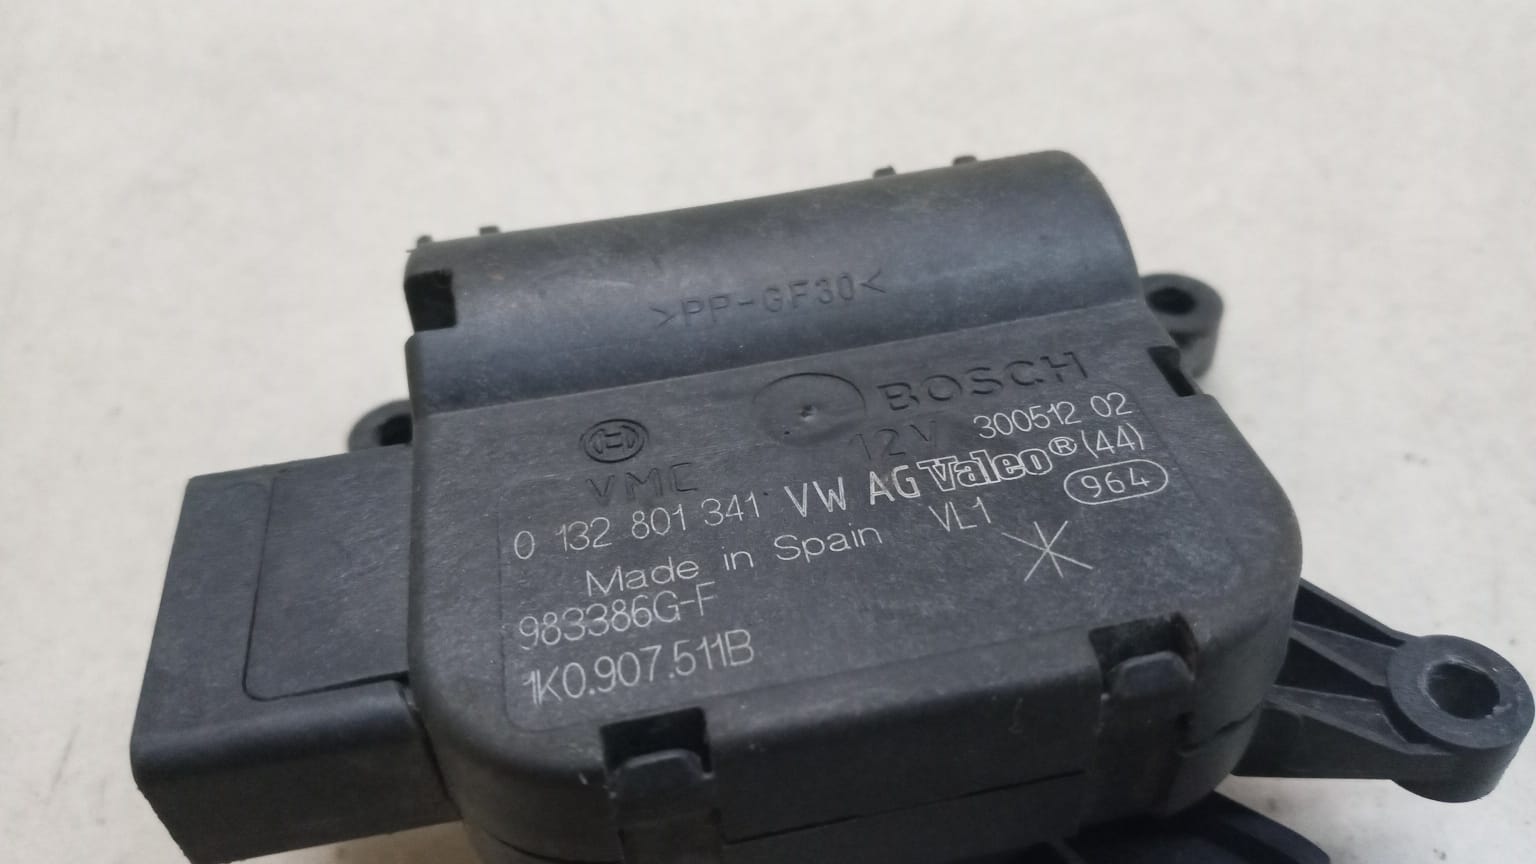 >PP-GF30<
BOSCH
VMC 12V 300512 02
0 132 801 341 VW AG Valeo® (44)
Made in Spain VL1 964
983386G-F
1K0.907.511B